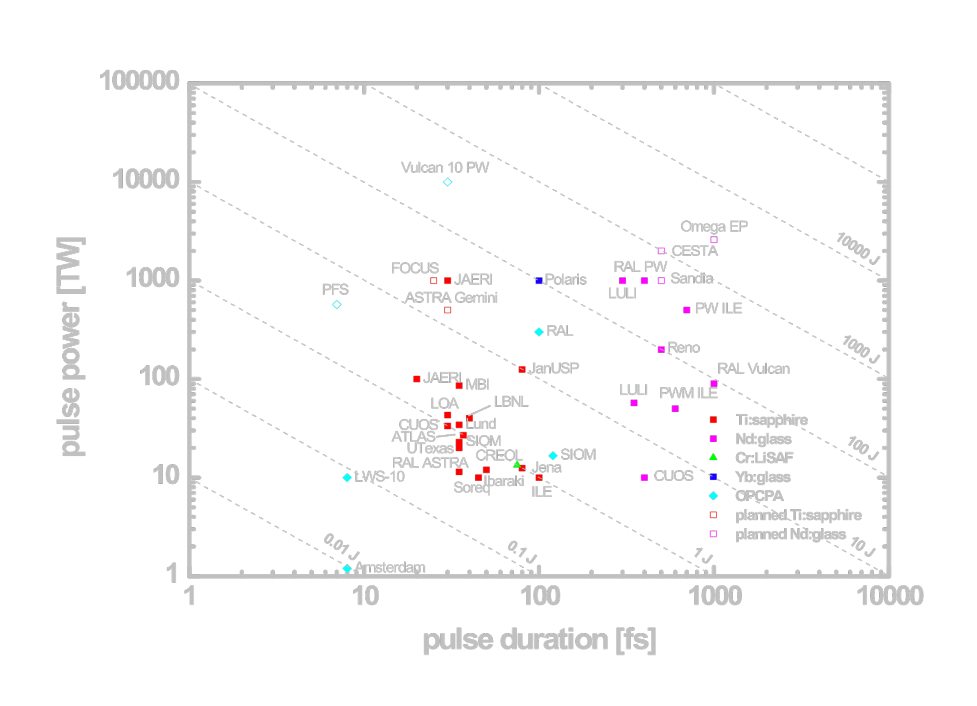 100000
10000
1000
100
10
1
pulse power [TW]
Vulcan 10 PW
Omega EP
CESTA
10000 J
FOCUS
JAERI
Polaris
RAL PW
LULI
Sandia
PFS
ASTRA Gemini
PW ILE
RAL
1000 J
Reno
JanUSP
RAL Vulcan
JAERI
MBI
LULI
PWM ILE
LOA
LBNL
CUOS
Lund
ATLAS
SIOM
UTexas
CREOL
SIOM
100 J
RAL ASTRA
Jena
LWS-10
Soreq
Ibaraki
ILE
CUOS
Ti:sapphire
Nd:glass
Cr:LiSAF
Yb:glass
OPCPA
planned Ti:sapphire
planned Nd:glass
0.01 J
0.1 J
1 J
10 J
Amsterdam
1
10
100
1000
10000
pulse duration [fs]